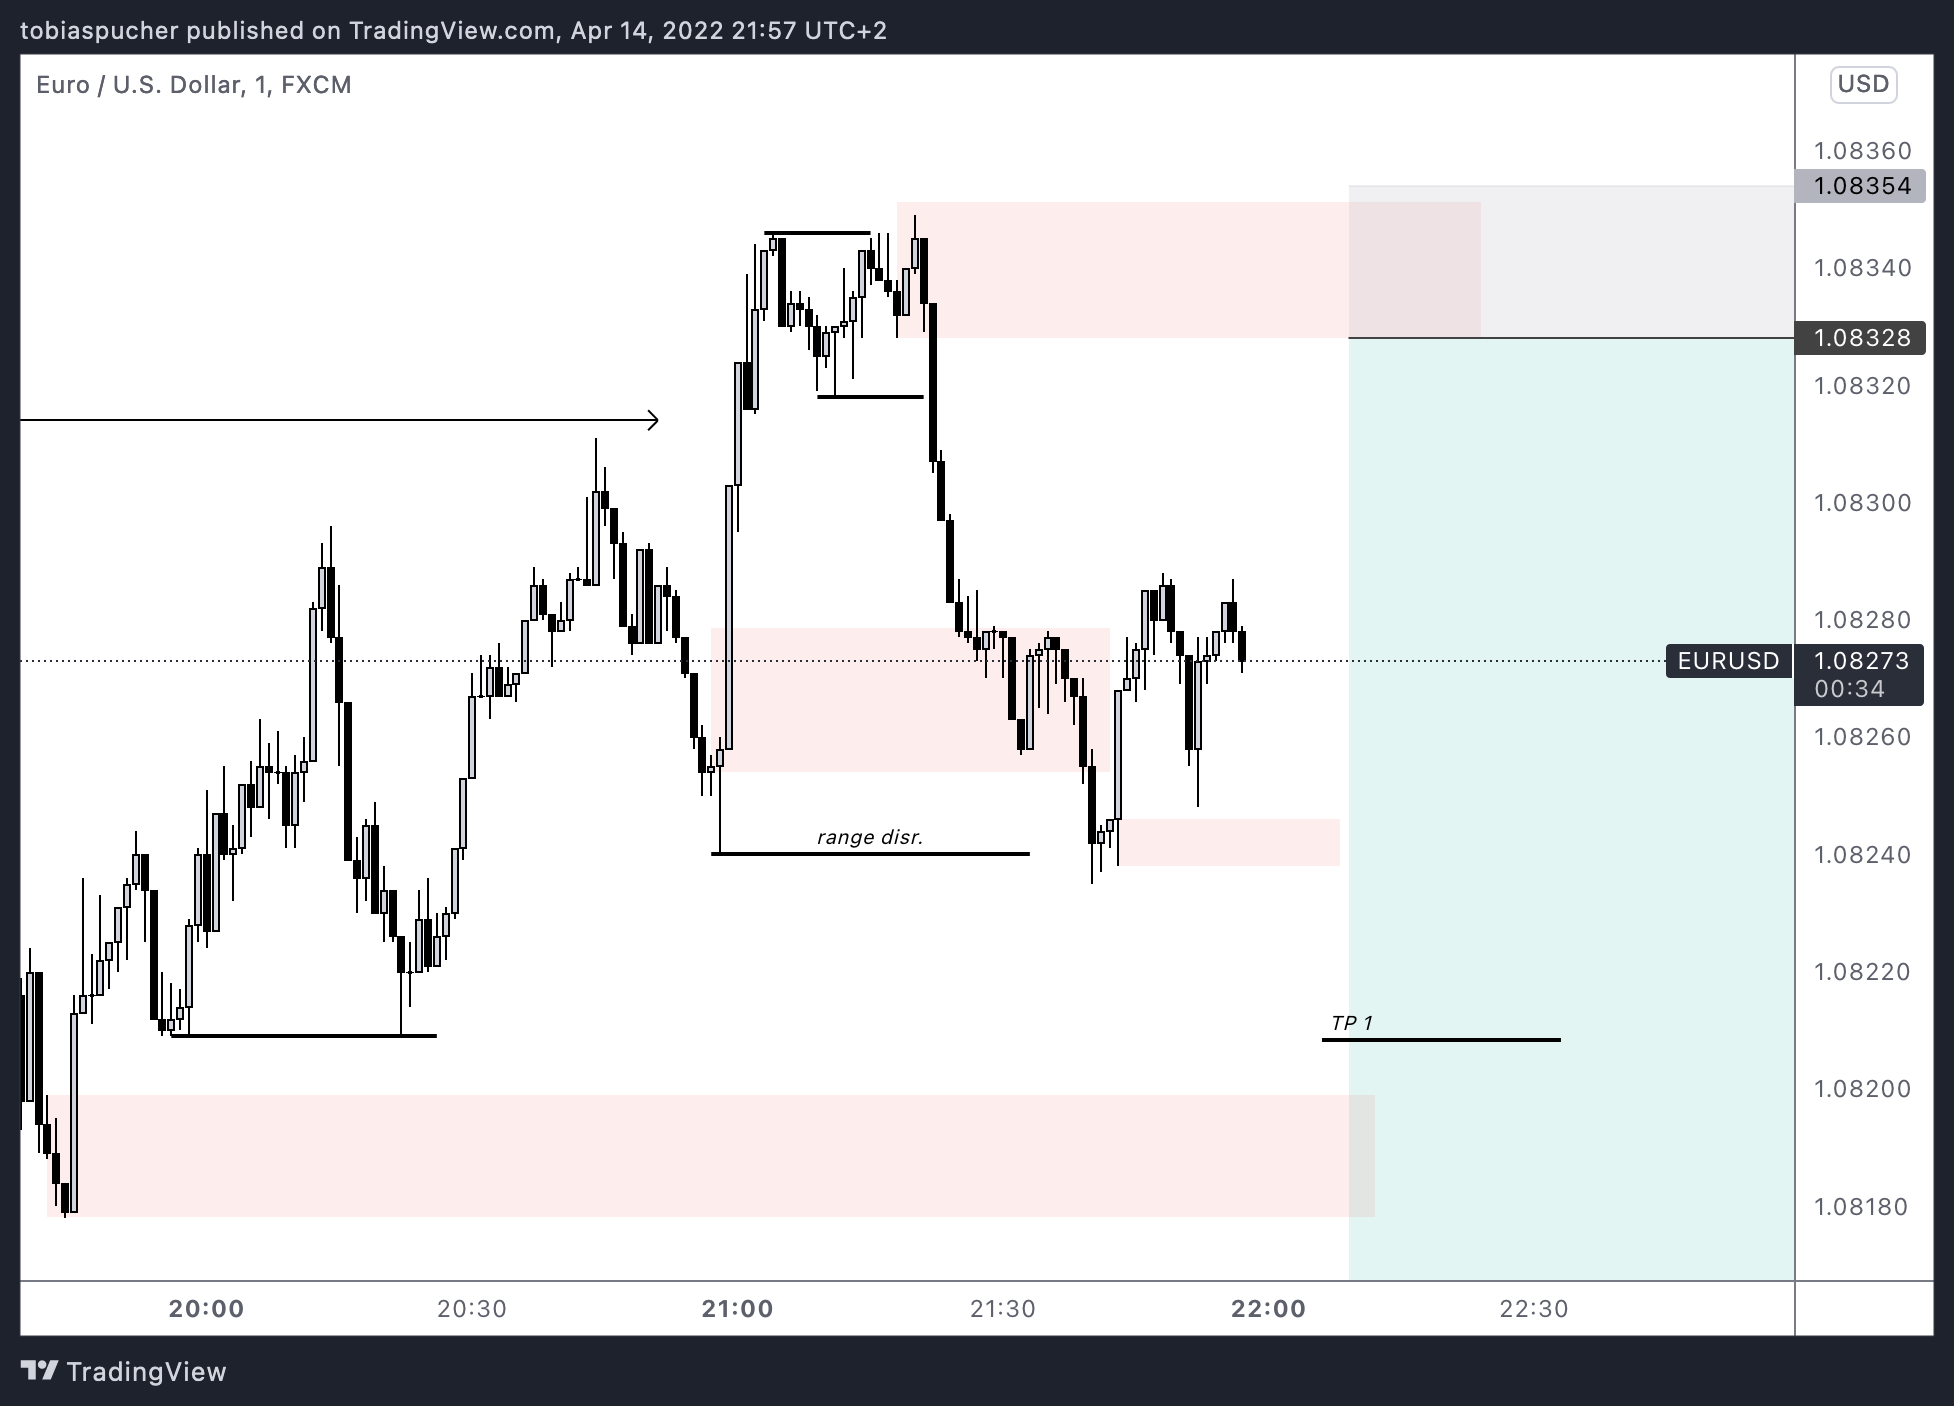 tobiaspucher published on TradingView.com, Apr 14, 2022 21:57 UTC+2
Euro / U.S. Dollar, 1, FXCM
USD
1.08360
1.08354
1.08340
1.08328
1.08320
1.08300
1.08280
EURUSD 1.08273
00:34
1.08260
range disr.
1.08240
1.08220
TP 1
1.08200
1.08180
20:00 20:30 21:00 21:30 22:00 22:30
TradingView